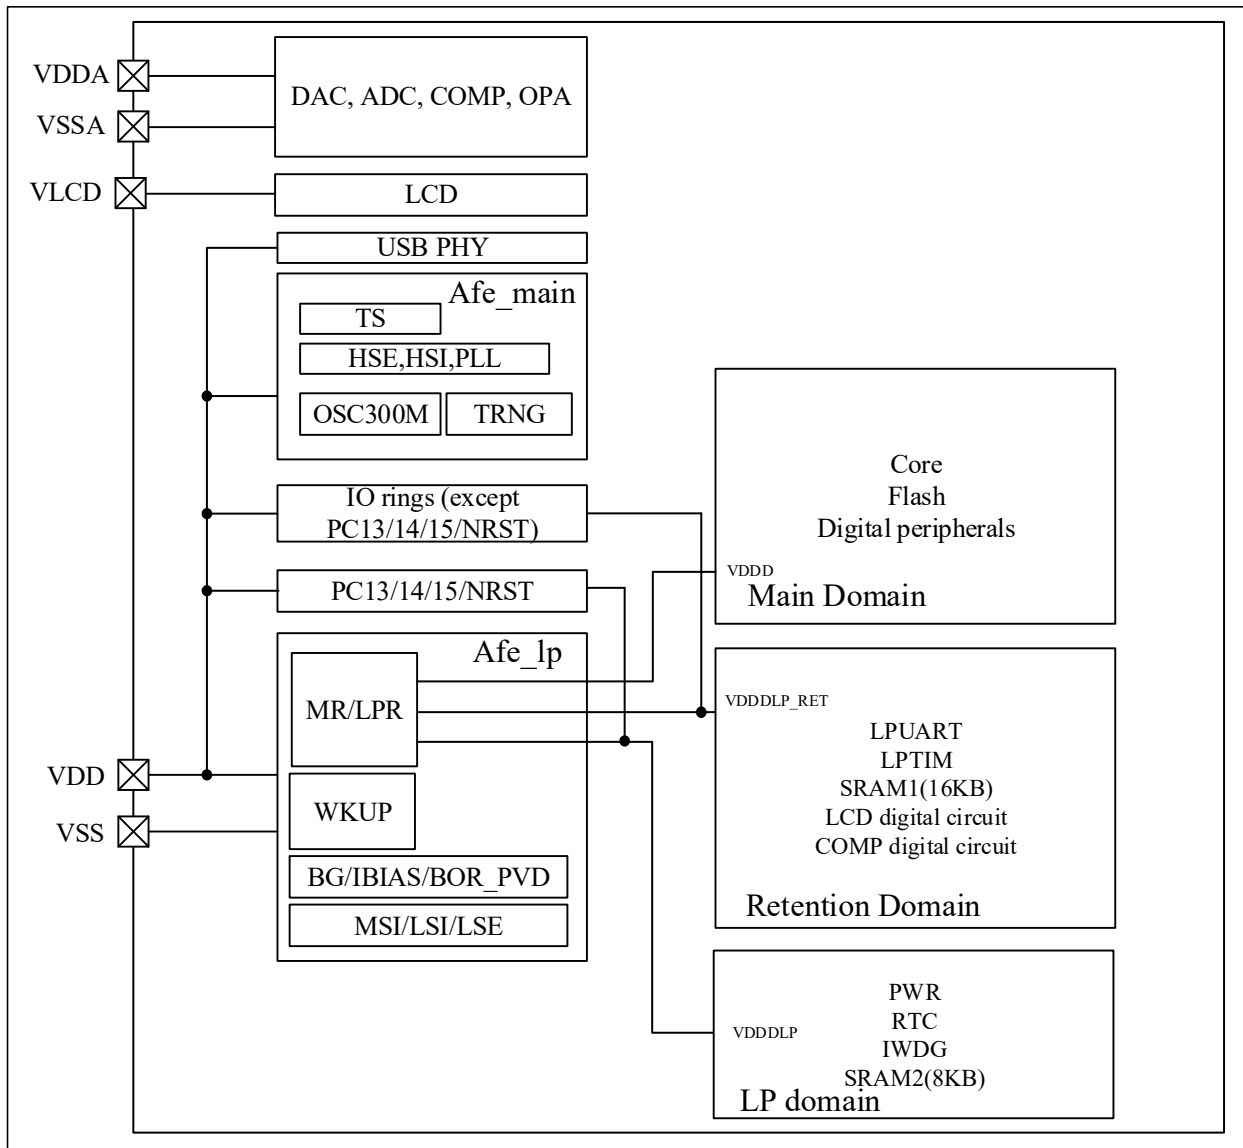 VDDA
VSSA
DAC, ADC, COMP, OPA
VLCD
LCD
USB PHY
Afe_main
TS
HSE,HSI,PLL
OSC300M
TRNG
IO rings (except
PC13/14/15/NRST)
PC13/14/15/NRST
Afe_lp
MR/LPR
VDD
WKUP
VSS
BG/IBIAS/BOR_PVD
MSI/LSI/LSE
Core
Flash
Digital peripherals
VDDD
Main Domain
VDDDLP_RET
LPUART
LPTIM
SRAM1(16KB)
LCD digital circuit
COMP digital circuit
Retention Domain
PWR
RTC
VDDDLP
IWDG
SRAM2(8KB)
LP domain